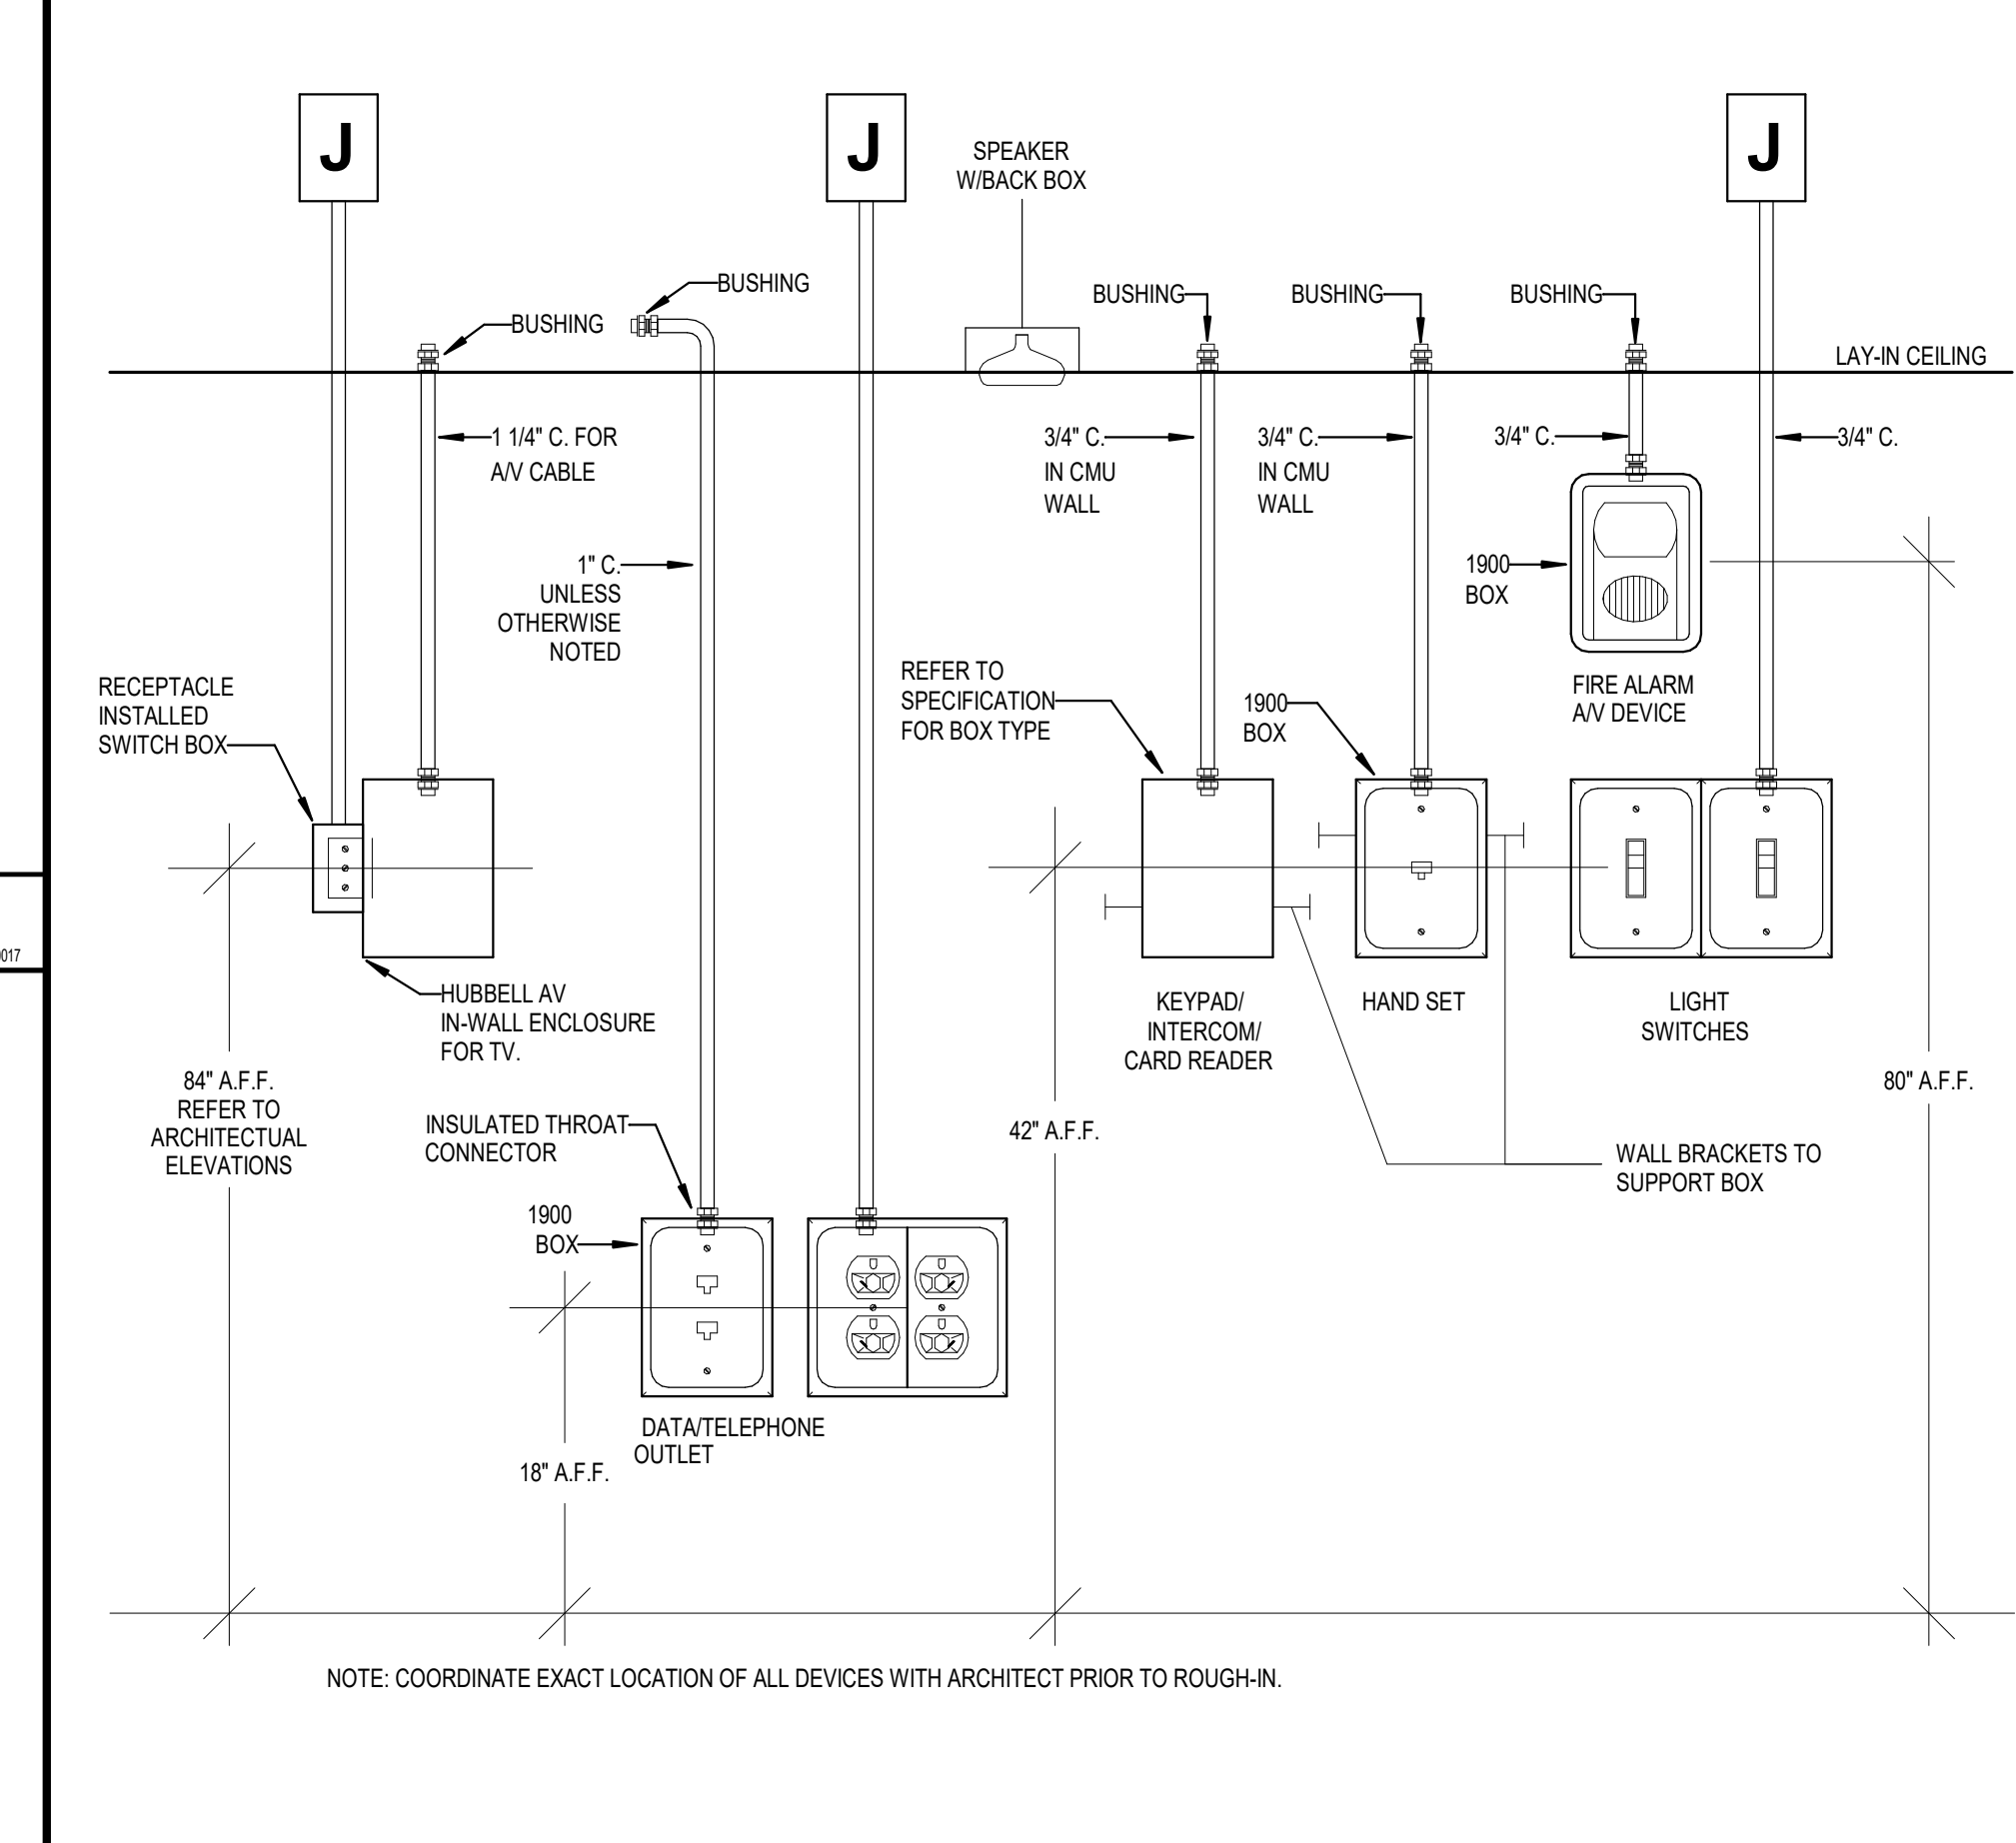 J
J
J
SPEAKER
W/BACK BOX
BUSHING
BUSHING
BUSHING
BUSHING
BUSHING
LAY-IN CEILING
1 1/4" C. FOR
A/V CABLE
3/4" C.
IN CMU
WALL
3/4" C.
IN CMU
WALL
3/4" C.
3/4" C.
1" C.
UNLESS
OTHERWISE
NOTED
1900
BOX
FIRE ALARM
A/V DEVICE
RECEPTACLE
INSTALLED
SWITCH BOX
REFER TO
SPECIFICATION
FOR BOX TYPE
1900
BOX
HUBBELL AV
IN-WALL ENCLOSURE
FOR TV.
KEYPAD/
INTERCOM/
CARD READER
HAND SET
LIGHT
SWITCHES
84" A.F.F.
REFER TO
ARCHITECTUAL
ELEVATIONS
80" A.F.F.
INSULATED THROAT
CONNECTOR
42" A.F.F.
WALL BRACKETS TO
SUPPORT BOX
1900
BOX
DATA/TELEPHONE
OUTLET
18" A.F.F.
NOTE: COORDINATE EXACT LOCATION OF ALL DEVICES WITH ARCHITECT PRIOR TO ROUGH-IN.